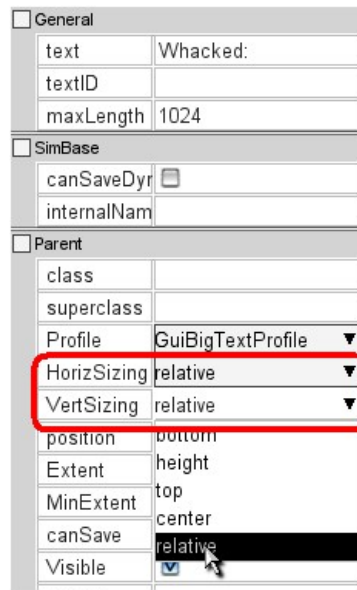 General
text Whacked:
textID
maxLength 1024
SimBase
canSaveDyr
internalNam
Parent
class
superclass
Profile GuiBigTextProfile
HorizSizing relative
VertSizing relative
position bottom
Extent height
MinExtent top
center
canSave relative
Visible